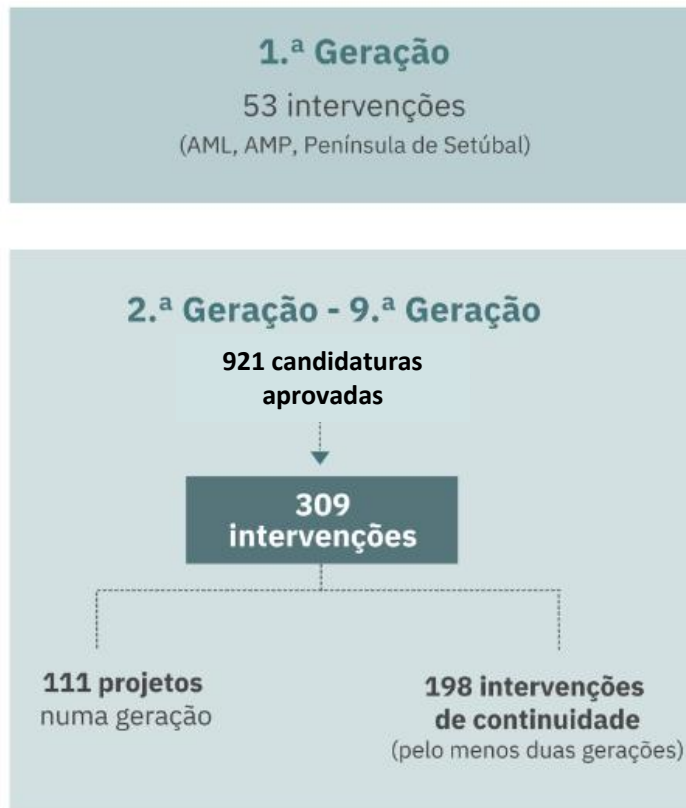 1.ª Geração
53 intervenções
(AML, AMP, Península de Setúbal)
2.ª Geração - 9.ª Geração
921 candidaturas
aprovadas
309
intervenções
111 projetos
numa geração
198 intervenções
de continuidade
(pelo menos duas gerações)